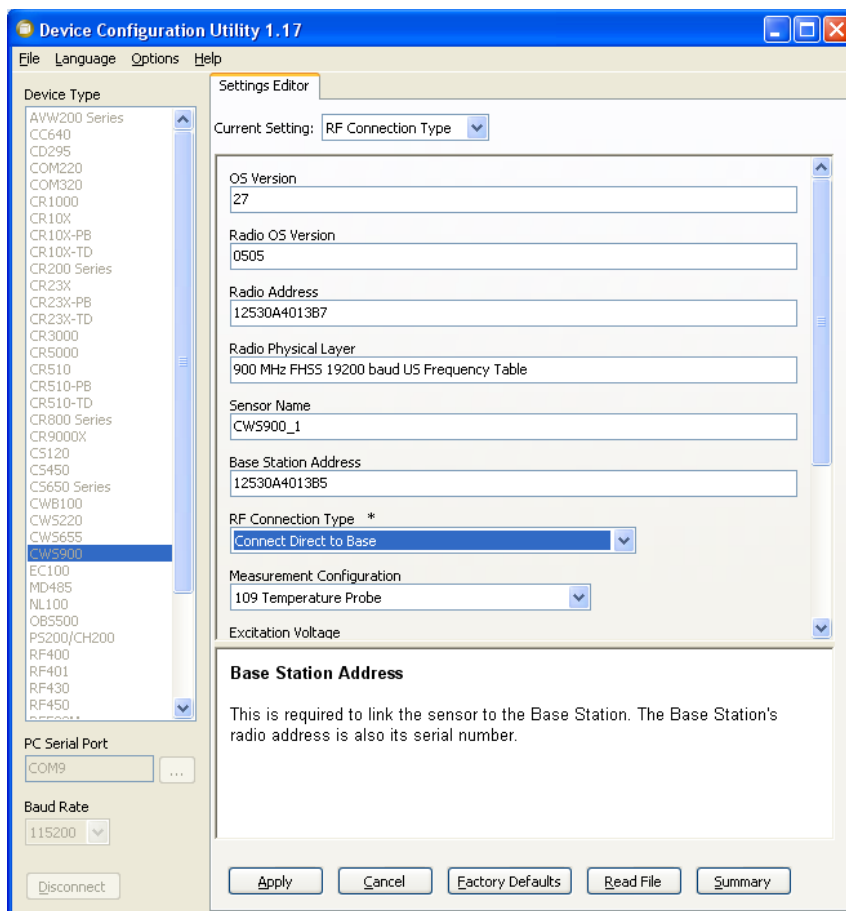 Device Configuration Utility 1.17
File Language Options Help
Device Type
AVW200 Series
CC640
CD295
COM220
COM320
CR1000
CR10X
CR10X-PB
CR10X-TD
CR200 Series
CR23X
CR23X-PB
CR23X-TD
CR3000
CR5000
CR510
CR510-PB
CR510-TD
CR800 Series
CR9000X
CS120
CS450
CS650 Series
CWB100
CWS220
CWS655
CWS900
EC100
MD485
NL100
OBS500
PS200/CH200
RF400
RF401
RF430
RF450
PC Serial Port
COM9
...
Baud Rate
115200
Disconnect
Settings Editor
Current Setting: RF Connection Type
OS Version
27
Radio OS Version
0505
Radio Address
12530A4013B7
Radio Physical Layer
900 MHz FHSS 19200 baud US Frequency Table
Sensor Name
CWS900_1
Base Station Address
12530A4013B5
RF Connection Type *
Connect Direct to Base
Measurement Configuration
109 Temperature Probe
Excitation Voltage
Base Station Address
This is required to link the sensor to the Base Station. The Base Station's
radio address is also its serial number.
Apply Cancel Factory Defaults Read File Summary